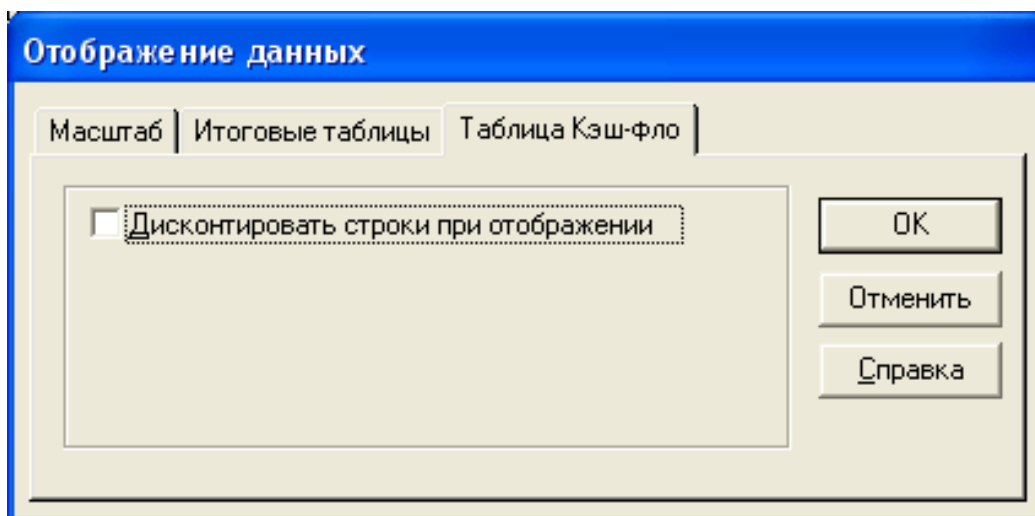 Отображение данных
Масштаб Итоговые таблицы Таблица Кэш-фло
Дисконтировать строки при отображении
OK
Отменить
Справка